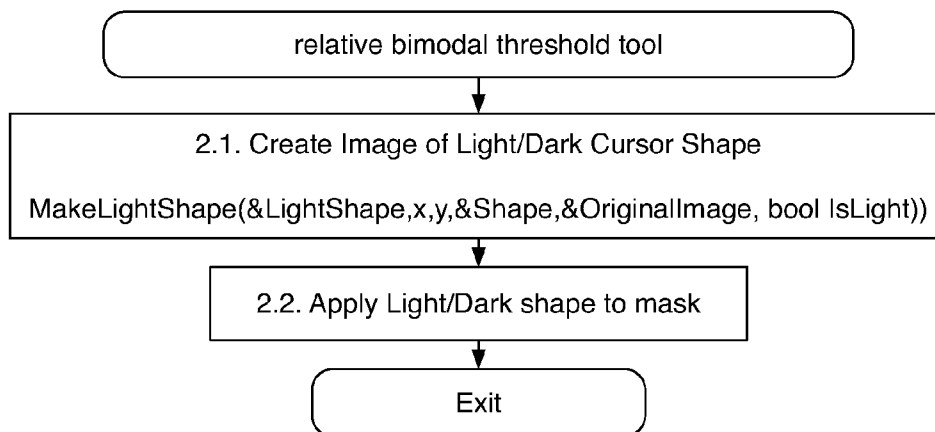 relative bimodal threshold tool
2.1. Create Image of Light/Dark Cursor Shape
MakeLightShape(&LightShape,x,y,&Shape,&OriginalImage, bool IsLight))
2.2. Apply Light/Dark shape to mask
Exit